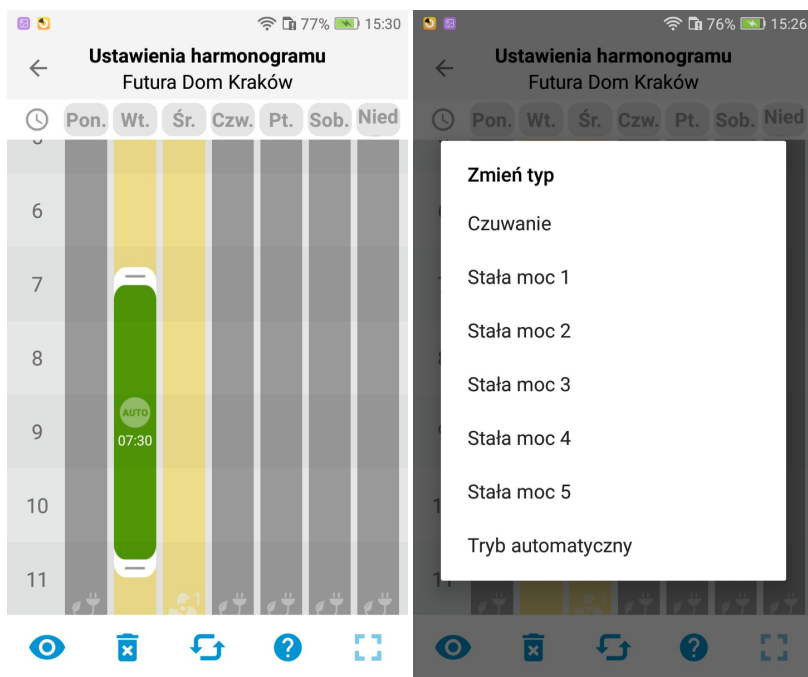 77% 15:30
Ustawienia harmonogramu
Futura Dom Kraków
Pon. Wt. Śr. Czw. Pt. Sob. Nied
6
7
8
AUTO
9
07:30
10
11
1
76% 15:26
Ustawienia harmonogramu
Futura Dom Kraków
Pon. Wt. Śr. Czw. Pt. Sob. Nied
Zmień typ
Czuwanie
Stała moc 1
Stała moc 2
Stała moc 3
Stała moc 4
Stała moc 5
Tryb automatyczny
11
1